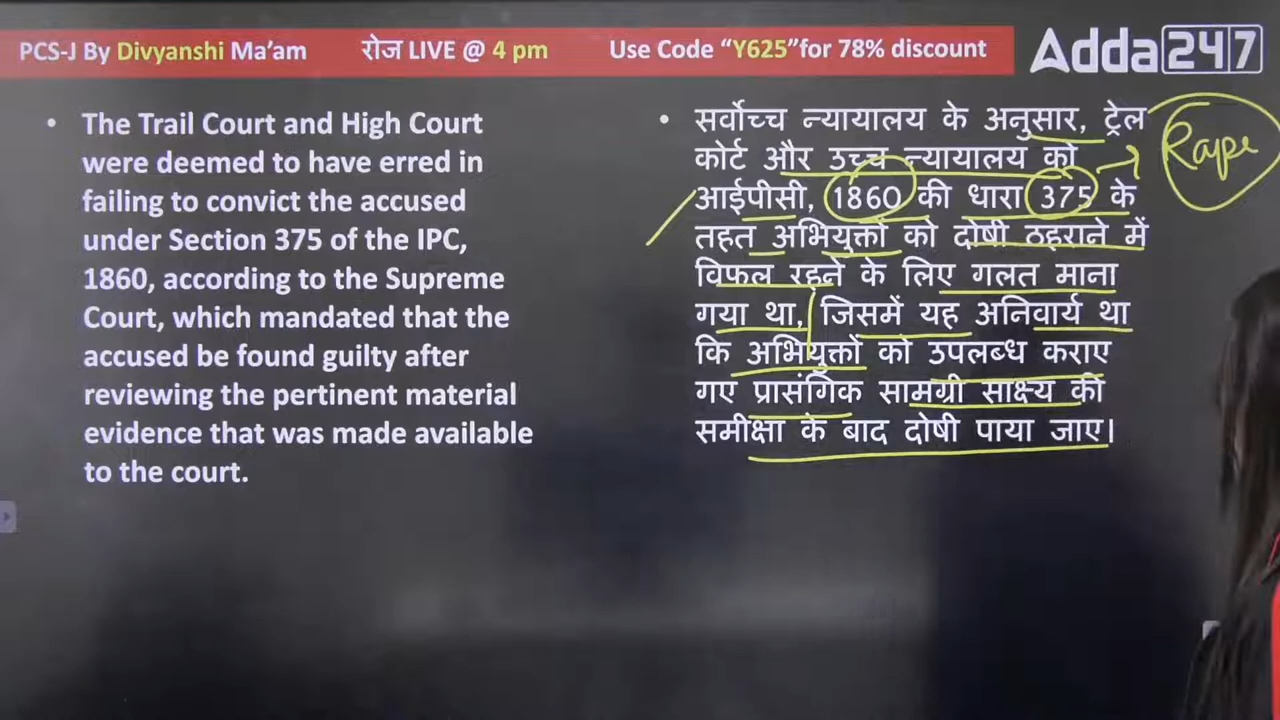 PCS-J By Divyanshi Ma'am रोज LIVE @ 4 pm Use Code “Y625”for 78% discount
Adda247
• The Trail Court and High Court
were deemed to have erred in
failing to convict the accused
under Section 375 of the IPC,
1860, according to the Supreme
Court, which mandated that the
accused be found guilty after
reviewing the pertinent material
evidence that was made available
to the court.
• सर्वोच्च न्यायालय के अनुसार, ट्रेल
कोर्ट और उच्च न्यायालय को
आईपीसी, 1860 की धारा 375 के
तहत अभियुक्तों को दोषी ठहराने में
विफल रहने के लिए गलत माना
गया था, जिसमें यह अनिवार्य था
कि अभियुक्तों को उपलब्ध कराए
गए प्रासंगिक सामग्री साक्ष्य की
समीक्षा के बाद दोषी पाया जाए।
Rape